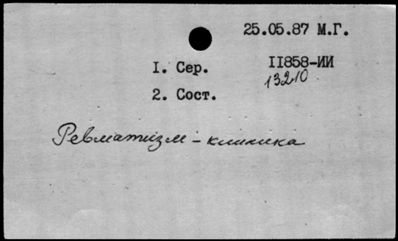 25.05.87 М.Г.
I. Сер. II858-ИИ
13210
2. Сост.
Ревматизм - клиника